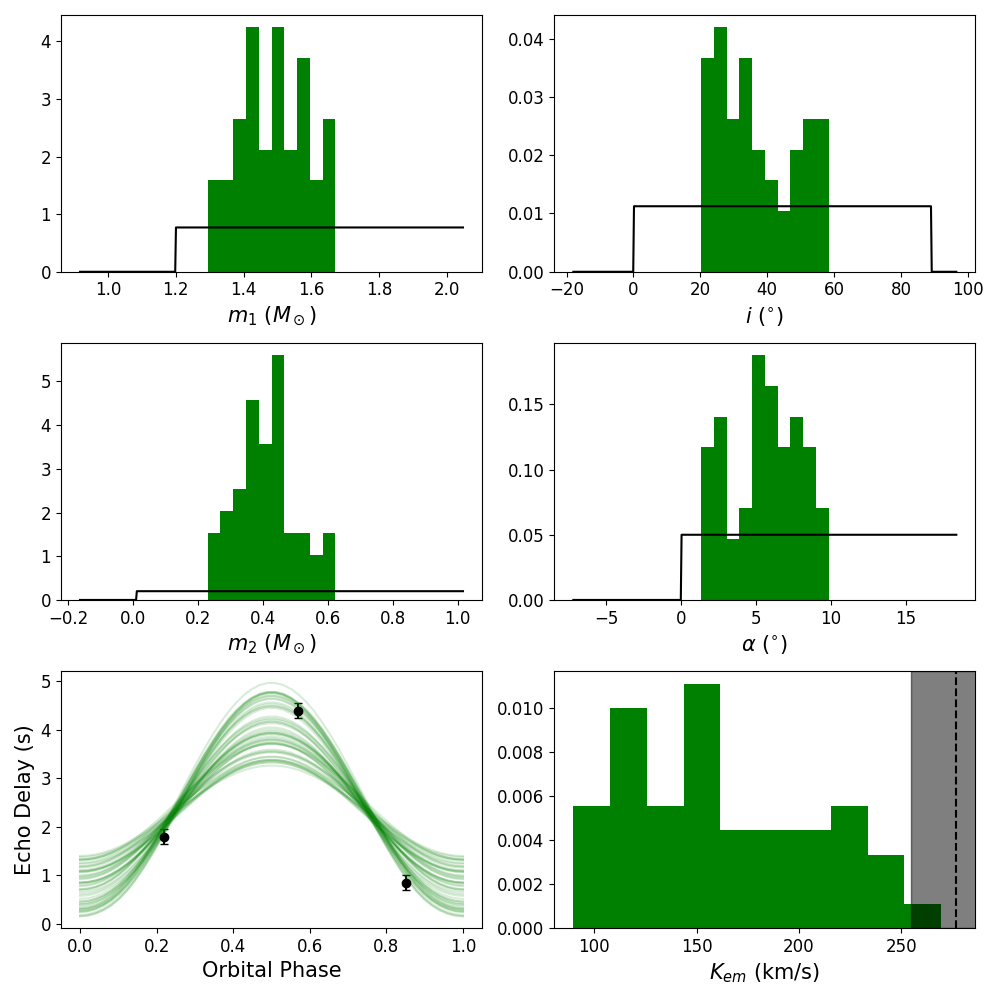 4
3
2
1
0
1.0 1.2 1.4 1.6 1.8 2.0
m₁ (M⊙)
0.04
0.03
0.02
0.01
0.00
−20 0 20 40 60 80 100
i (°)
5
4
3
2
1
0
−0.2 0.0 0.2 0.4 0.6 0.8 1.0
m₂ (M⊙)
0.15
0.10
0.05
0.00
−5 0 5 10 15
α (°)
5
4
3
2
1
0
Echo Delay (s)
0.0 0.2 0.4 0.6 0.8 1.0
Orbital Phase
0.010
0.008
0.006
0.004
0.002
0.000
100 150 200 250
Kₑₘ (km/s)